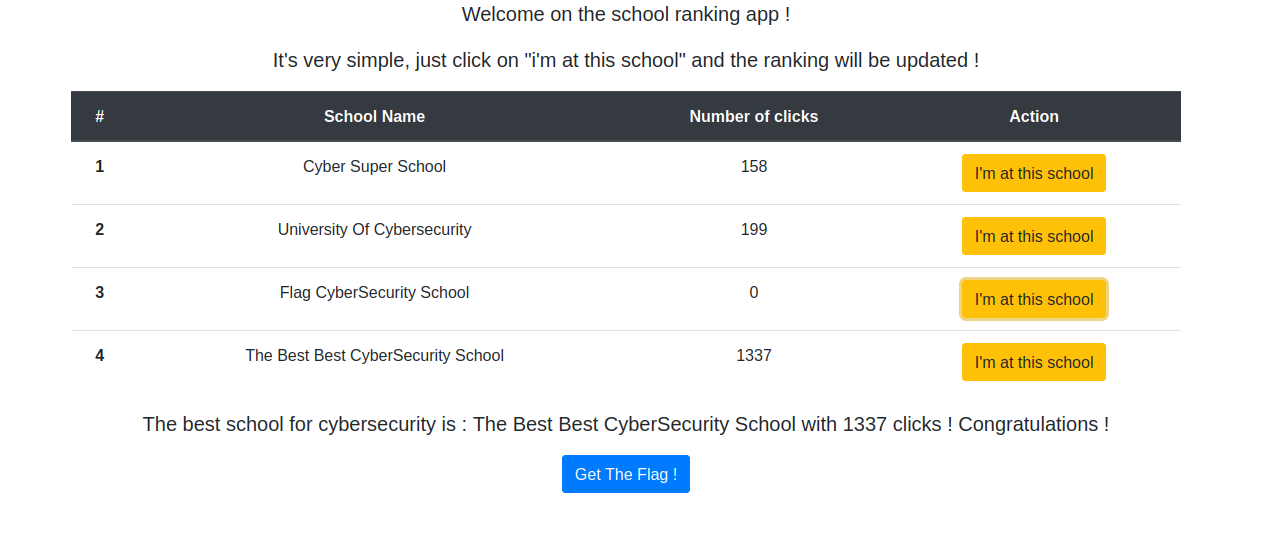 Welcome on the school ranking app !
It's very simple, just click on "i'm at this school" and the ranking will be updated !
# School Name Number of clicks Action
1 Cyber Super School 158 I'm at this school
2 University Of Cybersecurity 199 I'm at this school
3 Flag CyberSecurity School 0 I'm at this school
4 The Best Best CyberSecurity School 1337 I'm at this school
The best school for cybersecurity is : The Best Best CyberSecurity School with 1337 clicks ! Congratulations !
Get The Flag !